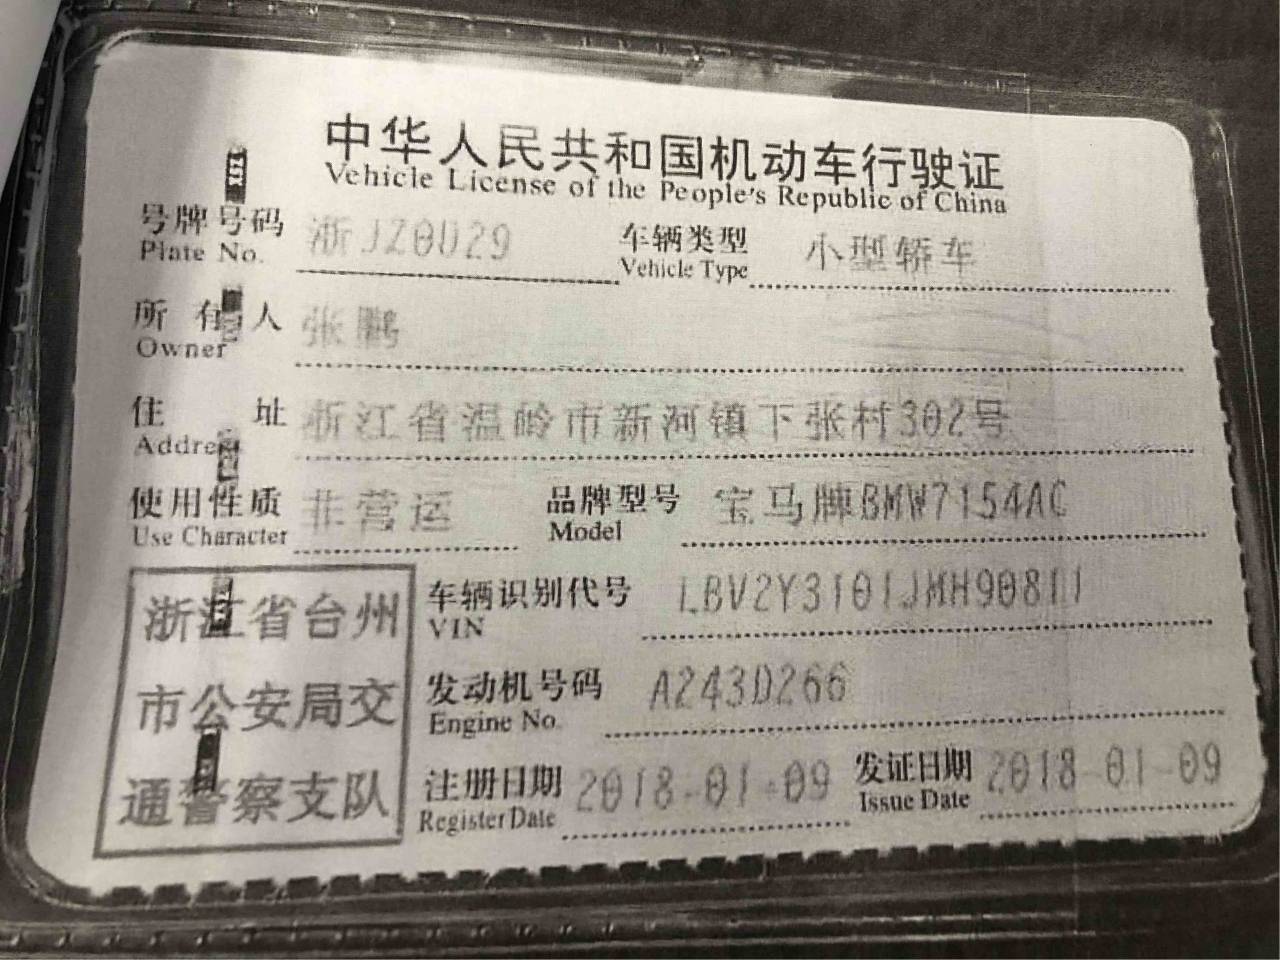 中华人民共和国机动车行驶证
Vehicle License of the People's Republic of China
号牌号码 浙JZ0U29 车辆类型 小型轿车
Plate No. Vehicle Type
所有人 张鹏
Owner
住址 浙江省温岭市新河镇下张村302号
Address
使用性质 非营运 品牌型号 宝马牌BMW7154AC
Use Character Model
浙江省台州
市公安局交
通警察支队
车辆识别代号 LBV2Y3101JMH90811
VIN
发动机号码 A243D266
Engine No.
注册日期 2018-01-09 发证日期 2018-01-09
Register Date Issue Date